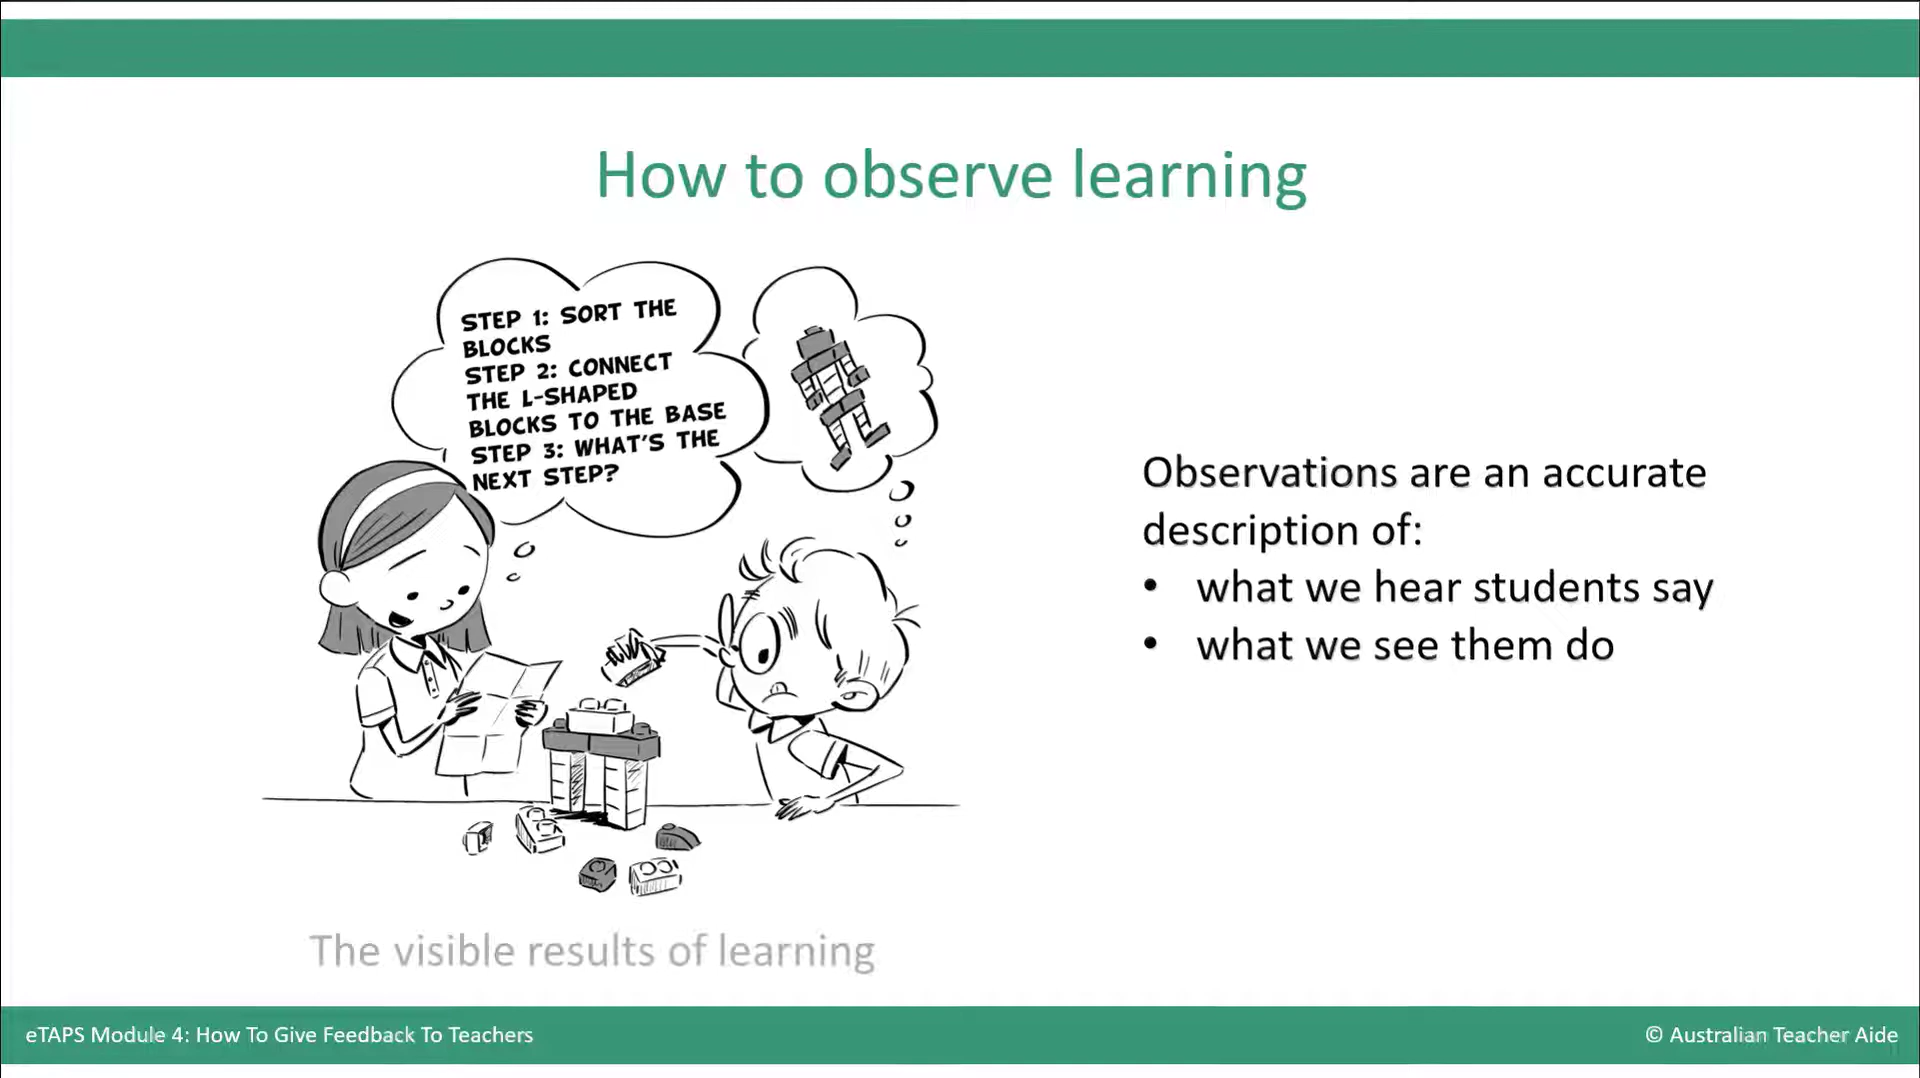 How to observe learning
STEP 1: SORT THE
BLOCKS
STEP 2: CONNECT
THE L-SHAPED
BLOCKS TO THE BASE
STEP 3: WHAT'S THE
NEXT STEP?
Observations are an accurate
description of:
• what we hear students say
• what we see them do
The visible results of learning
eTAPS Module 4: How To Give Feedback To Teachers
© Australian Teacher Aide